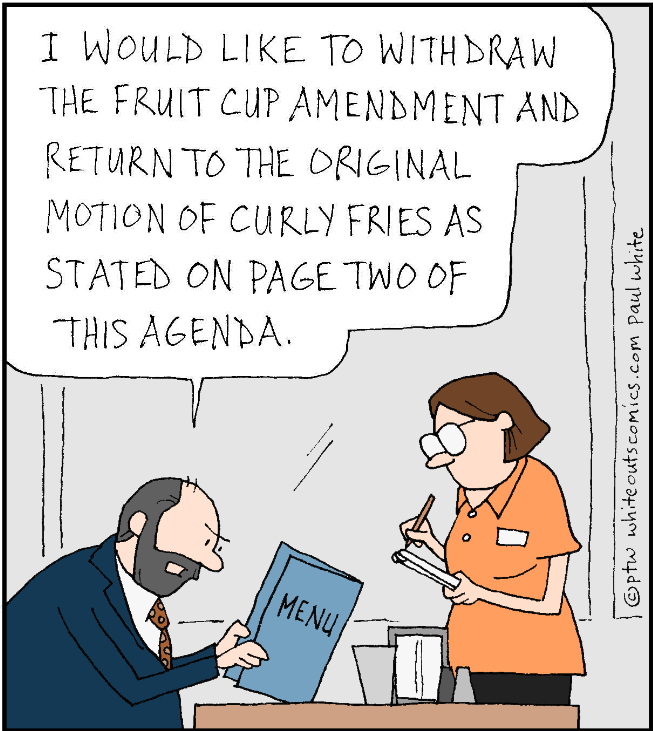 I WOULD LIKE TO WITHDRAW
THE FRUIT CUP AMENDMENT AND
RETURN TO THE ORIGINAL
MOTION OF CURLY FRIES AS
STATED ON PAGE TWO OF
THIS AGENDA.
MENU
©ptw whiteoutscomics.com Paul White